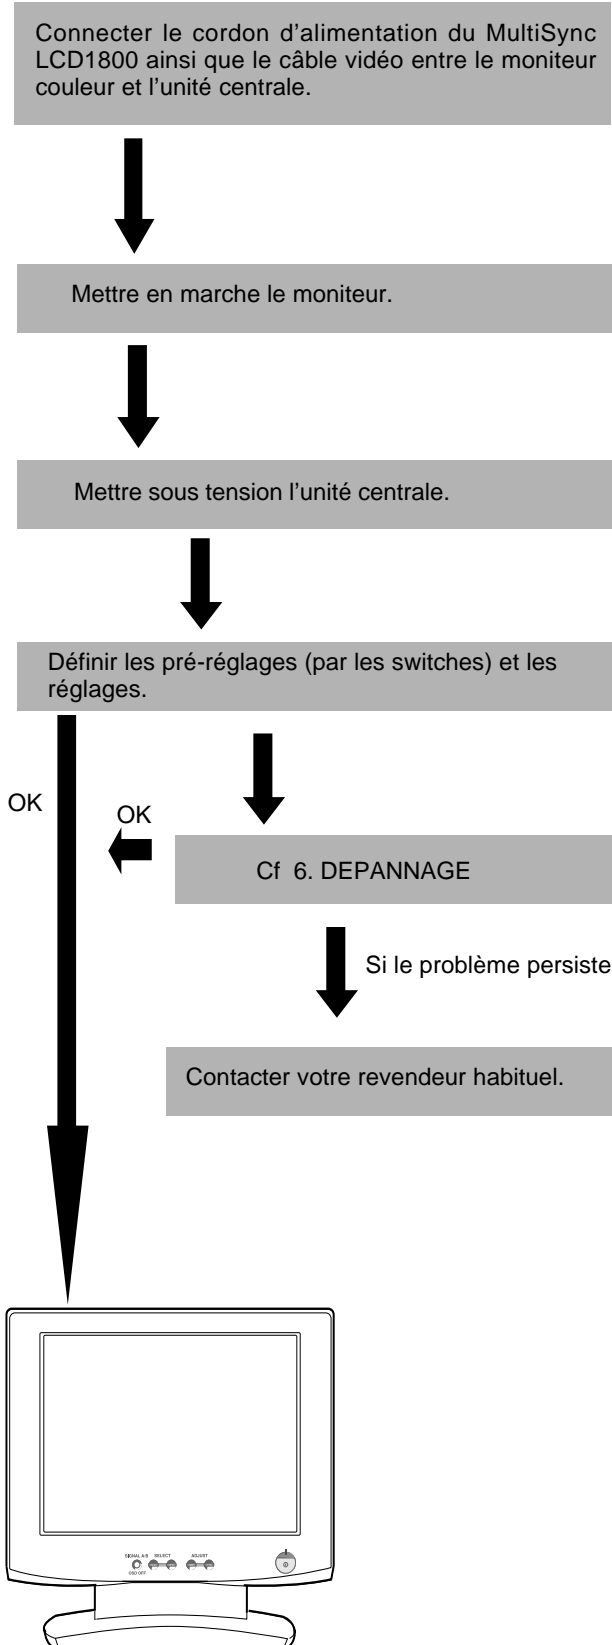 Connecter le cordon d’alimentation du MultiSync
LCD1800 ainsi que le câble vidéo entre le moniteur
couleur et l’unité centrale.
Mettre en marche le moniteur.
Mettre sous tension l’unité centrale.
Définir les pré-réglages (par les switches) et les
réglages.
OK
OK
Cf 6. DEPANNAGE
Si le problème persiste
Contacter votre revendeur habituel.
SIGNAL A/B SELECT ADJUST
OSD OFF